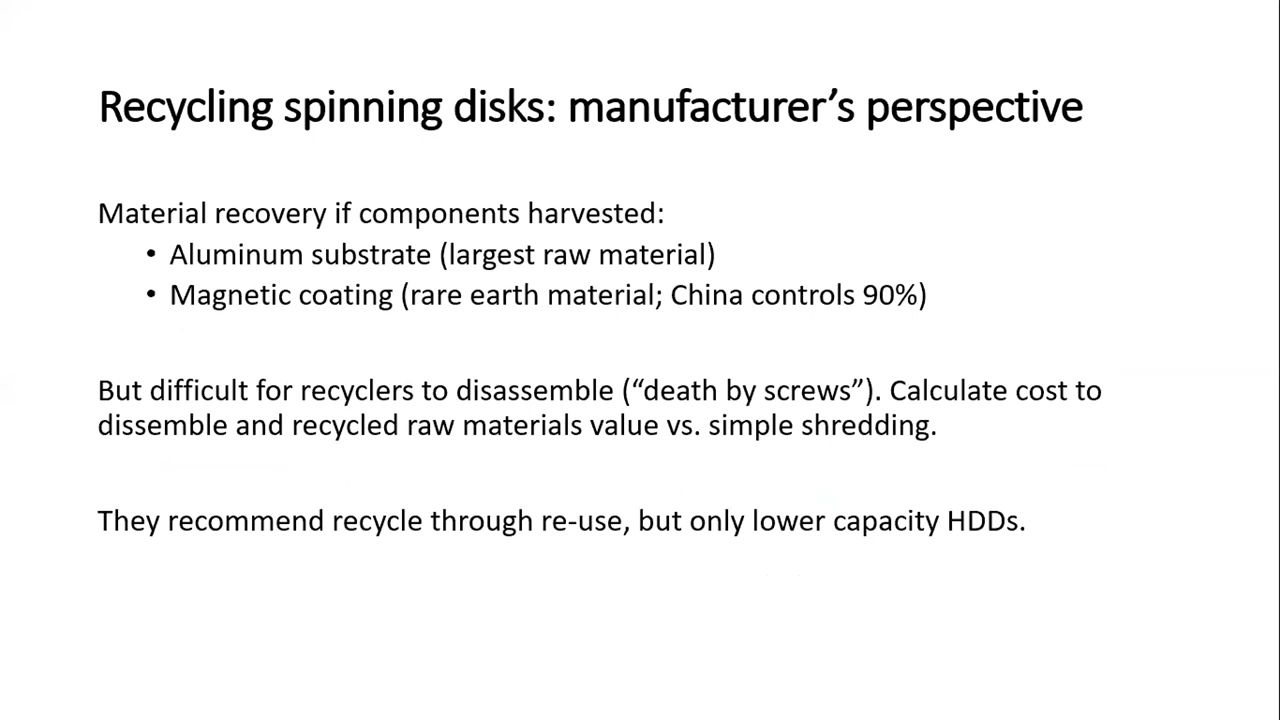 Recycling spinning disks: manufacturer’s perspective
Material recovery if components harvested:
• Aluminum substrate (largest raw material)
• Magnetic coating (rare earth material; China controls 90%)
But difficult for recyclers to disassemble (“death by screws”). Calculate cost to
dissemble and recycled raw materials value vs. simple shredding.
They recommend recycle through re-use, but only lower capacity HDDs.